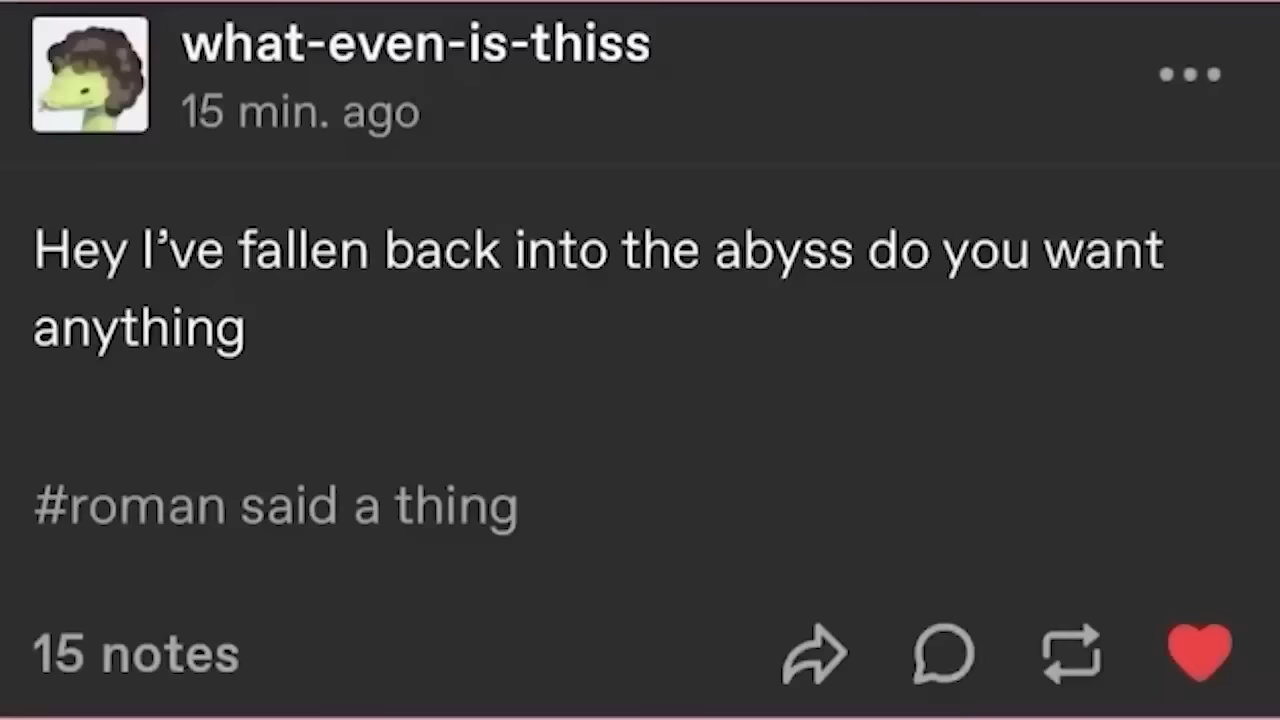 what-even-is-thiss
15 min. ago
Hey I’ve fallen back into the abyss do you want
anything
#roman said a thing
15 notes